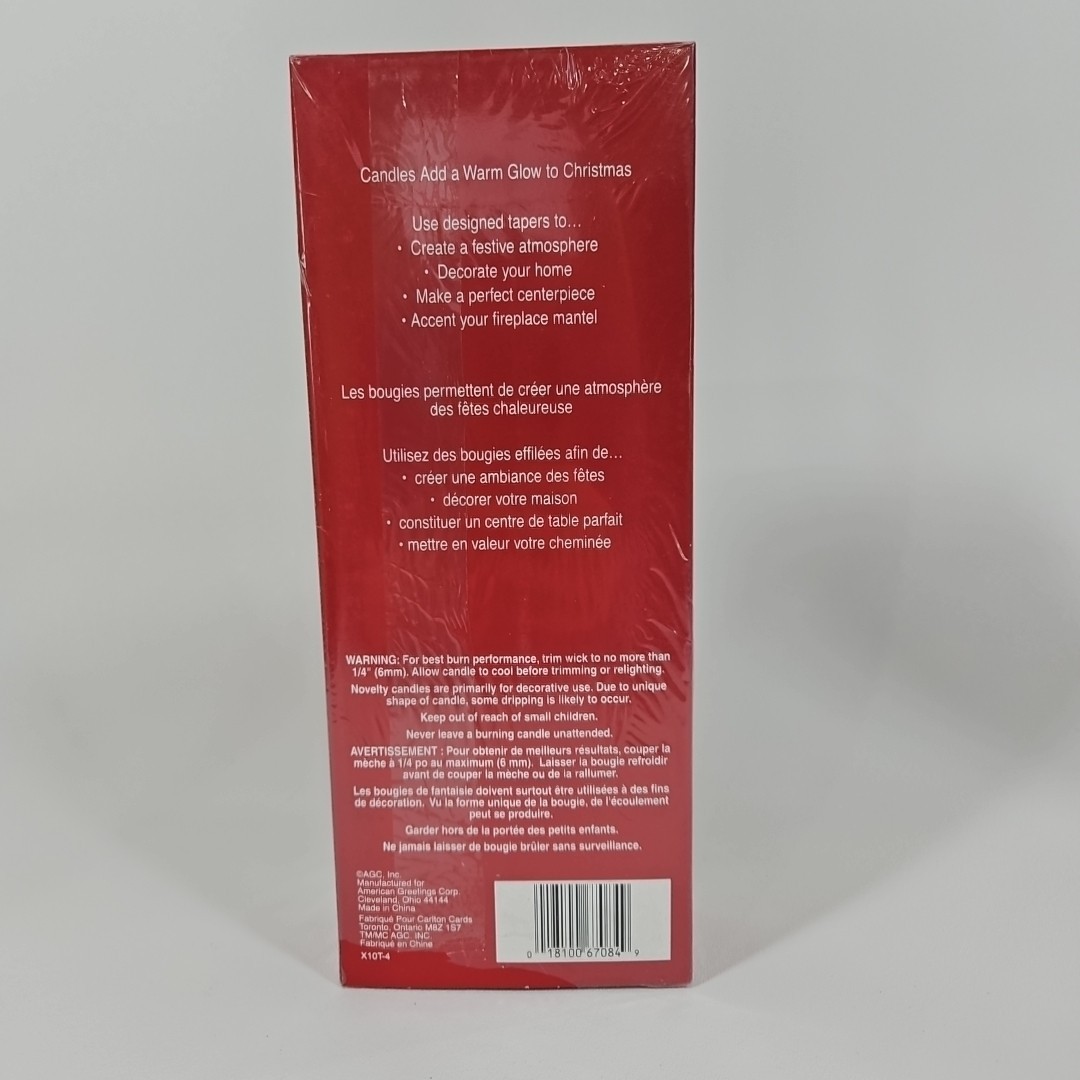 Candles Add a Warm Glow to Christmas
Use designed tapers to...
• Create a festive atmosphere
• Decorate your home
• Make a perfect centerpiece
• Accent your fireplace mantel
Les bougies permettent de créer une atmosphère
des fêtes chaleureuse
Utilisez des bougies effilées afin de...
• créer une ambiance des fêtes
• décorer votre maison
• constituer un centre de table parfait
• mettre en valeur votre cheminée
WARNING: For best burn performance, trim wick to no more than
1/4" (6mm). Allow candle to cool before trimming or relighting.
Novelty candles are primarily for decorative use. Due to unique
shape of candle, some dripping is likely to occur.
Keep out of reach of small children.
Never leave a burning candle unattended.
AVERTISSEMENT : Pour obtenir de meilleurs résultats, couper la
mèche à 1/4 po au maximum (6 mm). Laisser la bougie refroidir
avant de couper la mèche ou de la rallumer.
Les bougies de fantaisie doivent surtout être utilisées à des fins
de décoration. Vu la forme unique de la bougie, de l'écoulement
peut se produire.
Garder hors de la portée des petits enfants.
Ne jamais laisser de bougie brûler sans surveillance.
©AGC, Inc.
Manufactured for
American Greetings Corp.
Cleveland, Ohio 44144
Made in China
Fabriqué Pour Carlton Cards
Toronto, Ontario M8Z 1S7
TM/MC AGC, INC.
Fabriqué en Chine
X10T-4
0 18100 67084 9